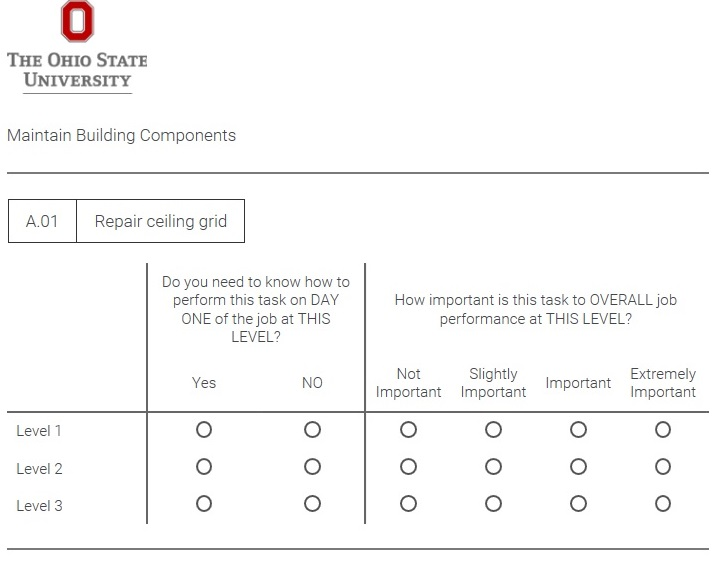 THE OHIO STATE
UNIVERSITY
Maintain Building Components
A.01 Repair ceiling grid
Do you need to know how to
perform this task on DAY
ONE of the job at THIS
LEVEL?
How important is this task to OVERALL job
performance at THIS LEVEL?
Yes NO Not Important Slightly Important Important Extremely Important
Level 1
Level 2
Level 3